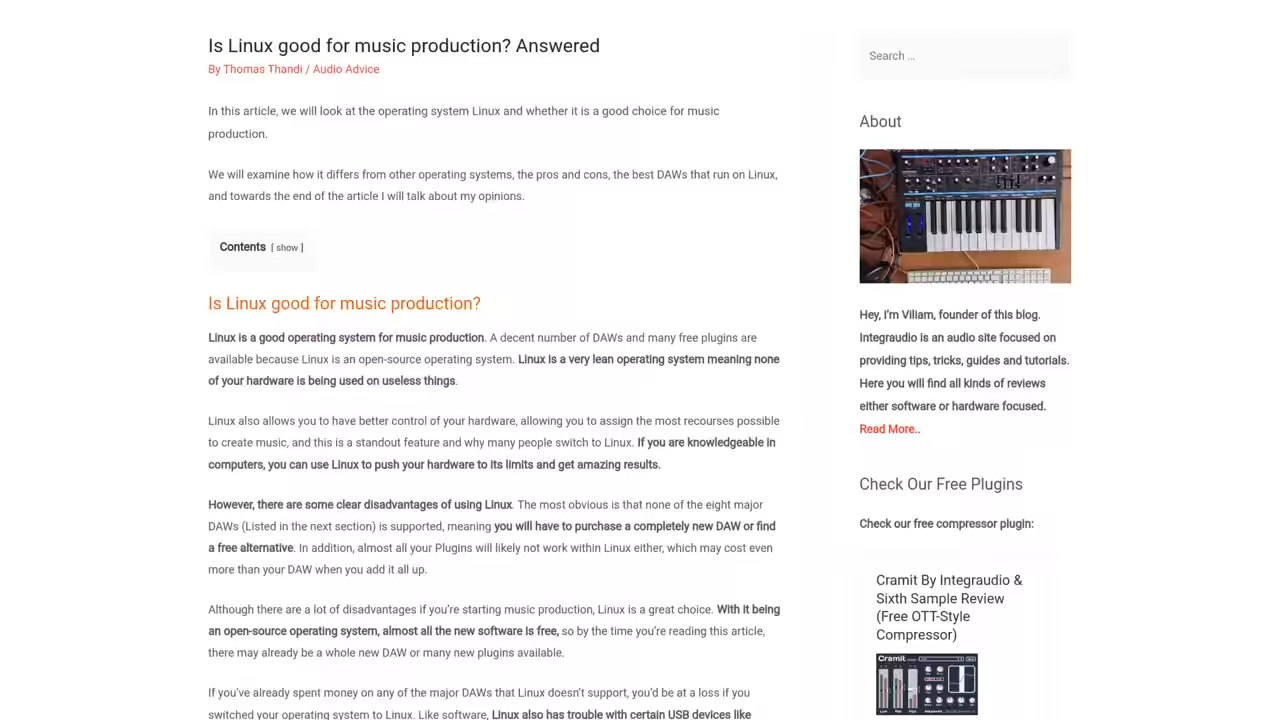 Is Linux good for music production? Answered
By Thomas Thandi / Audio Advice
In this article, we will look at the operating system Linux and whether it is a good choice for music
production.
We will examine how it differs from other operating systems, the pros and cons, the best DAWs that run on Linux,
and towards the end of the article I will talk about my opinions.
Contents [ show ]
Is Linux good for music production?
Linux is a good operating system for music production. A decent number of DAWs and many free plugins are
available because Linux is an open-source operating system. Linux is a very lean operating system meaning none
of your hardware is being used on useless things.
Linux also allows you to have better control of your hardware, allowing you to assign the most recourses possible
to create music, and this is a standout feature and why many people switch to Linux. If you are knowledgeable in
computers, you can use Linux to push your hardware to its limits and get amazing results.
However, there are some clear disadvantages of using Linux. The most obvious is that none of the eight major
DAWs (Listed in the next section) is supported, meaning you will have to purchase a completely new DAW or find
a free alternative. In addition, almost all your Plugins will likely not work within Linux either, which may cost even
more than your DAW when you add it all up.
Although there are a lot of disadvantages if you're starting music production, Linux is a great choice. With it being
an open-source operating system, almost all the new software is free, so by the time you're reading this article,
there may already be a whole new DAW or many new plugins available.
If you've already spent money on any of the major DAWs that Linux doesn't support, you'd be at a loss if you
switched your operating system to Linux. Like software, Linux also has trouble with certain USB devices like
Search ...
About
Hey, I'm Viliam, founder of this blog.
Integraudio is an audio site focused on
providing tips, tricks, guides and tutorials.
Here you will find all kinds of reviews
either software or hardware focused.
Read More..
Check Our Free Plugins
Check our free compressor plugin:
Cramit By Integraudio &
Sixth Sample Review
(Free OTT-Style
Compressor)
Cramit